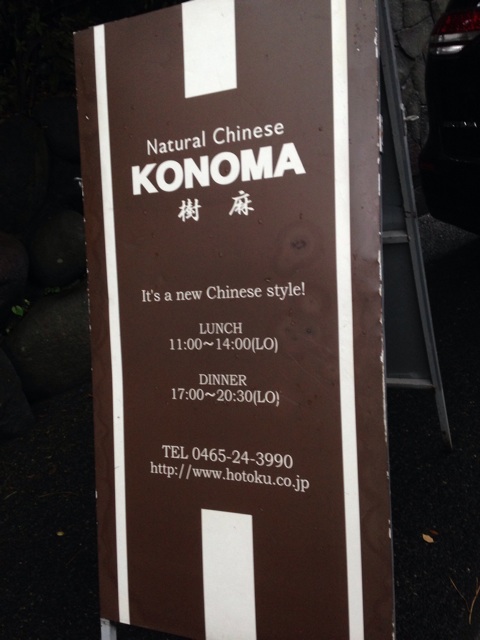 Natural Chinese
KONOMA
樹麻
It's a new Chinese style!
LUNCH
11:00〜14:00(LO)
DINNER
17:00〜20:30(LO)
TEL 0465-24-3990
http://www.hotoku.co.jp